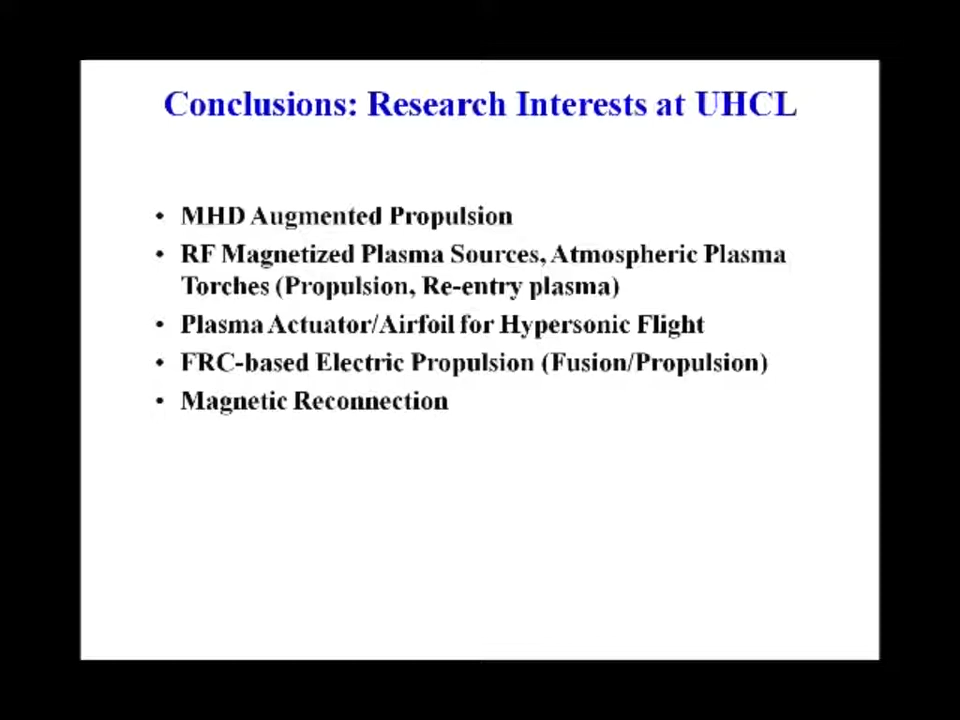 Conclusions: Research Interests at UHCL
• MHD Augmented Propulsion
• RF Magnetized Plasma Sources, Atmospheric Plasma
Torches (Propulsion, Re-entry plasma)
• Plasma Actuator/Airfoil for Hypersonic Flight
• FRC-based Electric Propulsion (Fusion/Propulsion)
• Magnetic Reconnection